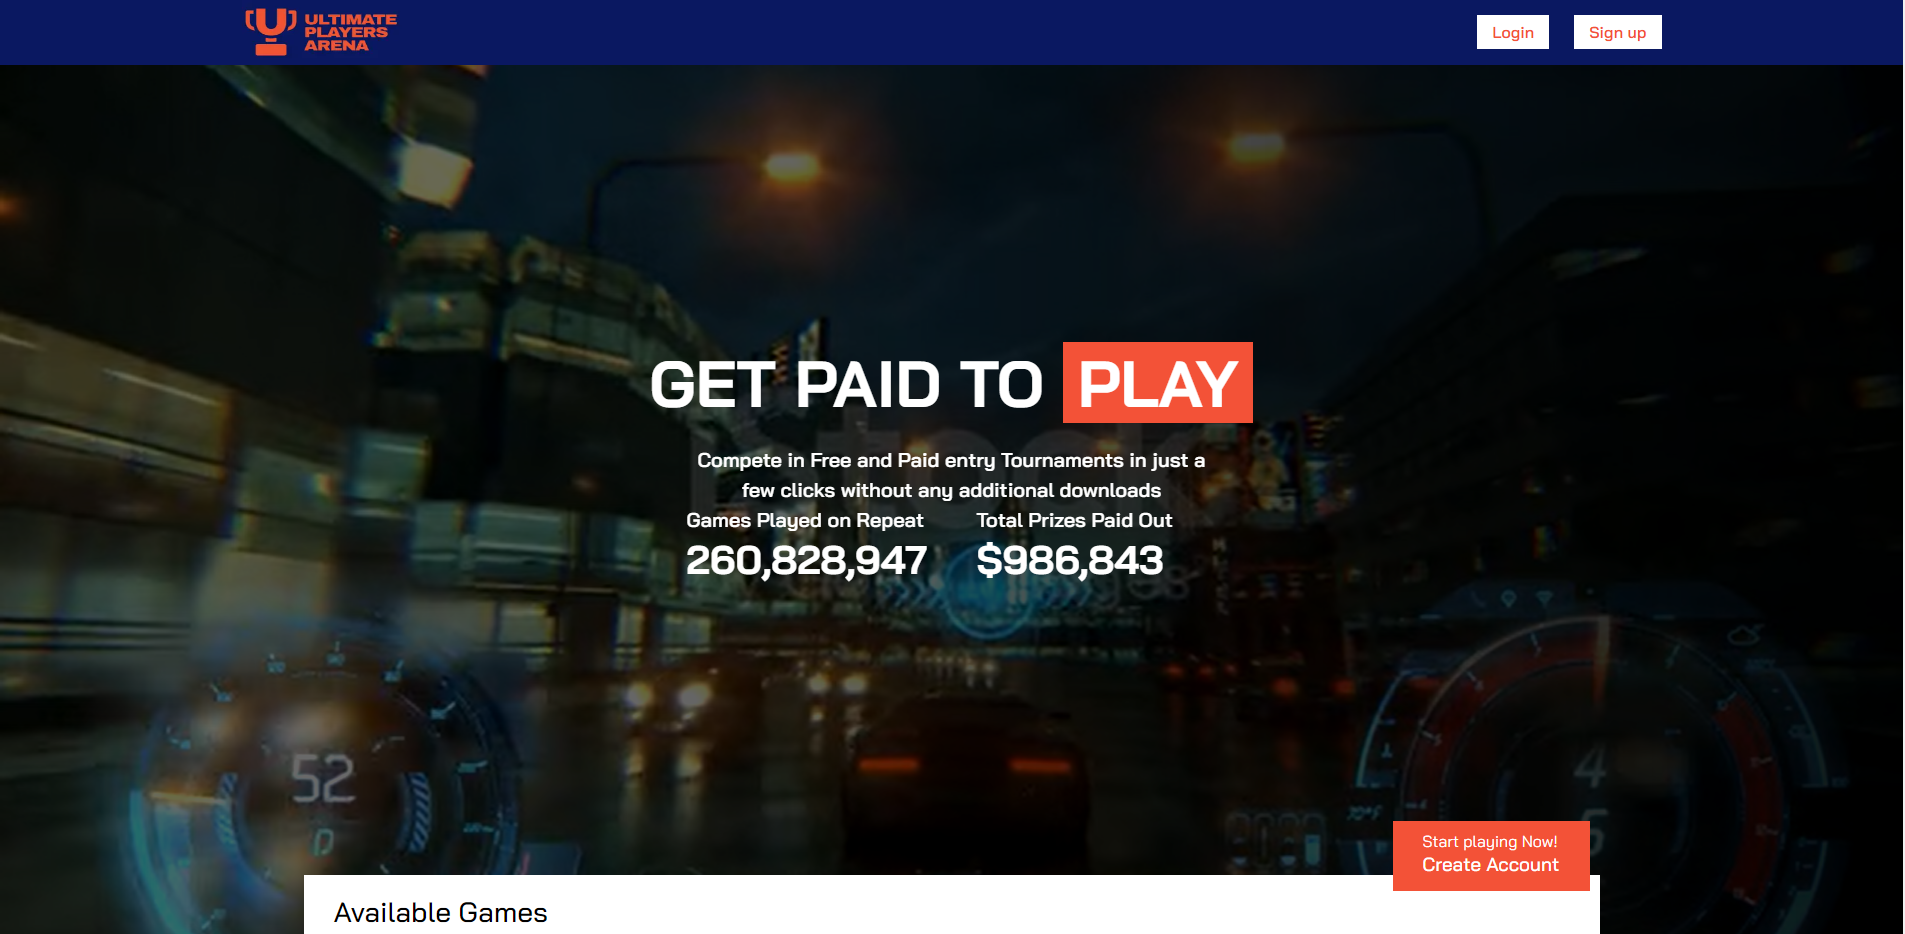 ULTIMATE
PLAYERS
ARENA
Login
Sign up
GET PAID TO PLAY
iStock
Compete in Free and Paid entry Tournaments in just a
few clicks without any additional downloads
Games Played on Repeat
Total Prizes Paid Out
260,828,947
$986,843
52
D
4
5
Start playing Now!
Create Account
Available Games